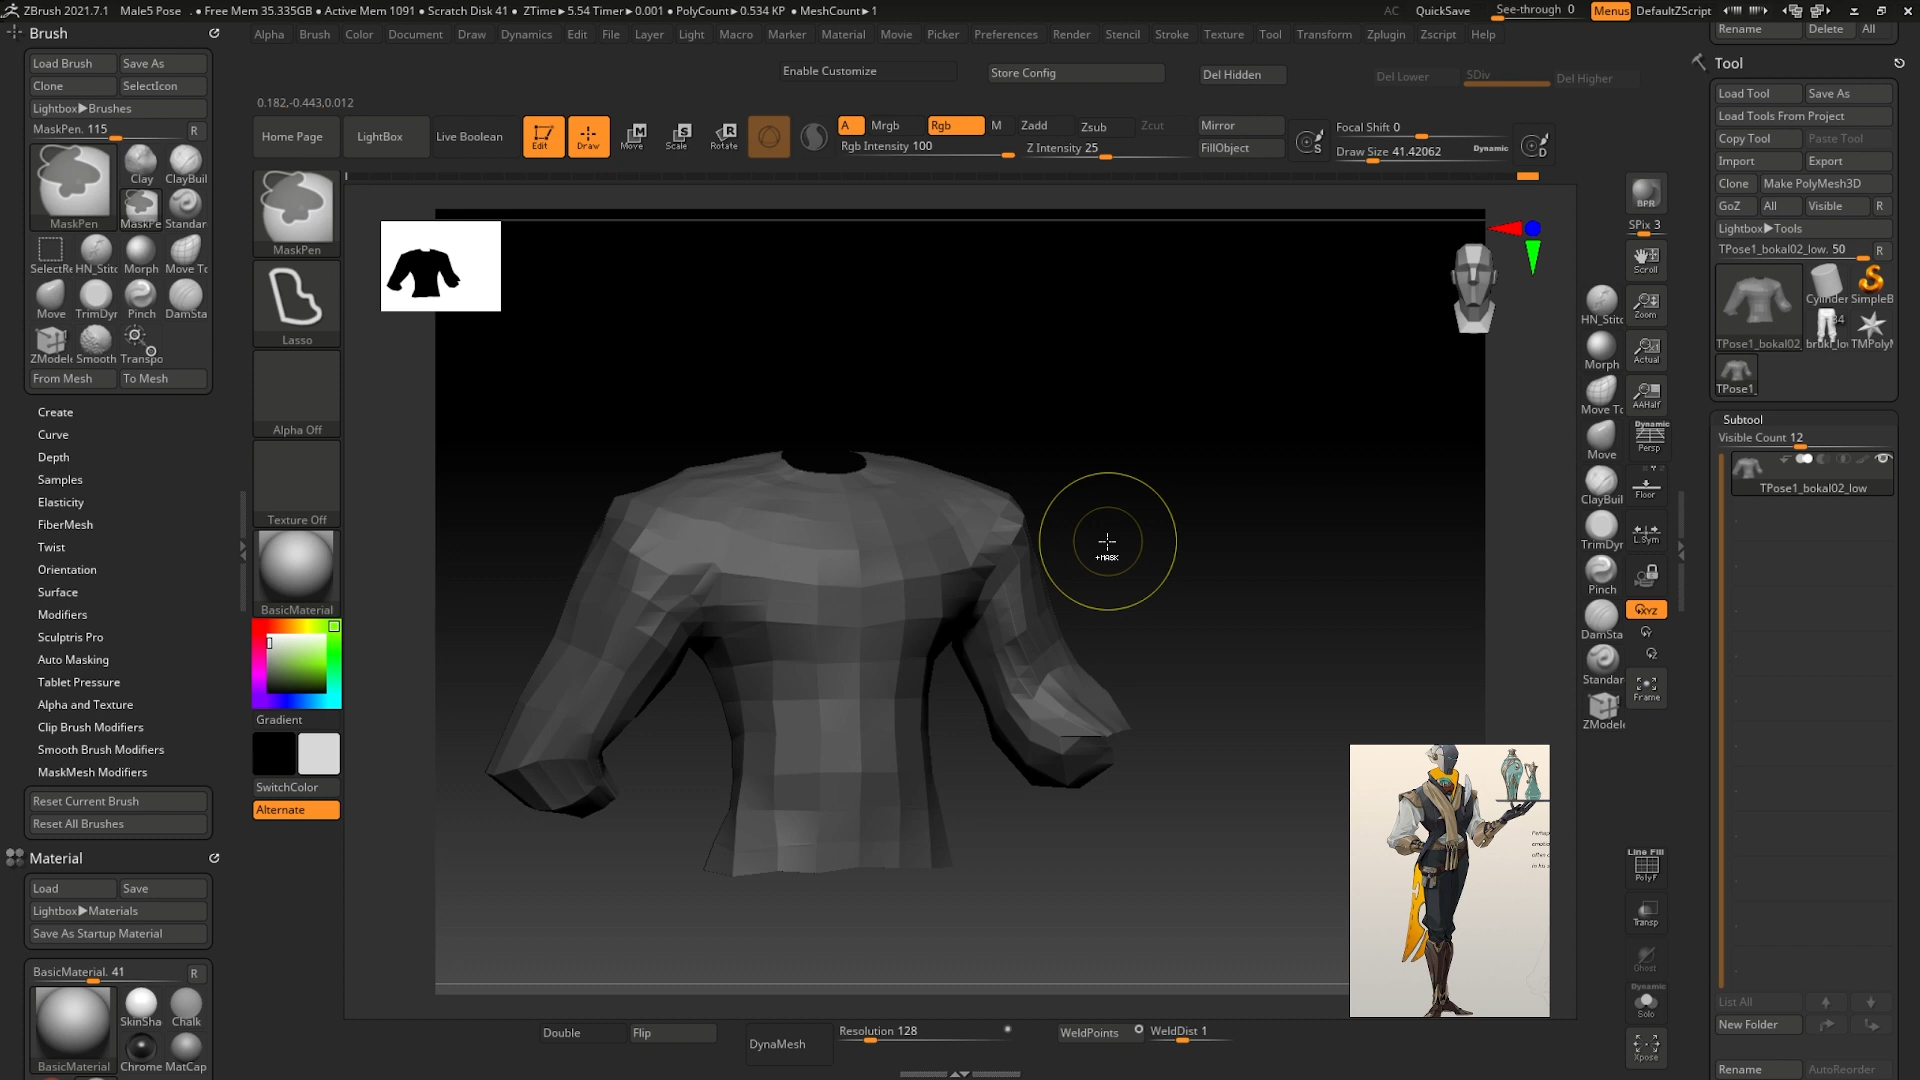 ZBrush 2021.7.1 Male5 Pose . • Free Mem 35.335GB • Active Mem 1091 • Scratch Disk 41 • ZTime▶5.54 Timer▶0.001 • PolyCount▶0.534 KP • MeshCount▶1
AC QuickSave See-through 0 Menus DefaultZScript
Alpha Brush Color Document Draw Dynamics Edit File Layer Light Macro Marker Material Movie Picker Preferences Render Stencil Stroke Texture Tool Transform Zplugin Zscript Help
Enable Customize Store Config Del Hidden Del Lower SDiv Del Higher
0.182,-0.443,0.012
Home Page LightBox Live Boolean Edit Draw Move Scale Rotate
A Mrgb Rgb M Zadd Zsub Zcut
Rgb Intensity 100 Z Intensity 25
Mirror
FillObject
Focal Shift 0
Draw Size 41.42062 Dynamic
Brush
Load Brush Save As
Clone SelectIcon
Lightbox▶Brushes
MaskPen. 115 R
Clay ClayBuil
MaskPen MaskPe Standar
SelectRe HN_Stitc Morph Move To
Move TrimDyr Pinch DamSta
ZModele Smooth Transpo
From Mesh To Mesh
Create
Curve
Depth
Samples
Elasticity
FiberMesh
Twist
Orientation
Surface
Modifiers
Sculptris Pro
Auto Masking
Tablet Pressure
Alpha and Texture
Clip Brush Modifiers
Smooth Brush Modifiers
MaskMesh Modifiers
Reset Current Brush
Reset All Brushes
Material
Load Save
Lightbox▶Materials
Save As Startup Material
BasicMaterial. 41 R
SkinSha Chalk
BasicMaterial Chrome MatCap
MaskPen
Lasso
Alpha Off
Texture Off
BasicMaterial
Gradient
SwitchColor
Alternate
+MASK
Double Flip DynaMesh Resolution 128 WeldPoints WeldDist 1
HN_Stitc
Morph
Move To
Move
ClayBuil
TrimDyr
Pinch
DamSta
Standar
ZModele
BPR
SPix 3
Scroll
Zoom
Actual
AAHalf
Dynamic
Persp
Floor
L.Sym
XYZ
Frame
Line Fill
PolyF
Transp
Ghost
Dynamic
Solo
Xpose
Rename Delete All
Tool
Load Tool Save As
Load Tools From Project
Copy Tool Paste Tool
Import Export
Clone Make PolyMesh3D
GoZ All Visible R
Lightbox▶Tools
TPose1_bokal02_low. 50 R
Cylinder SimpleB
34
TPose1_bokal02_ bruki_lo TMPolyM
TPose1_
Subtool
Visible Count 12
TPose1_bokal02_low
List All
New Folder
Rename AutoReorder